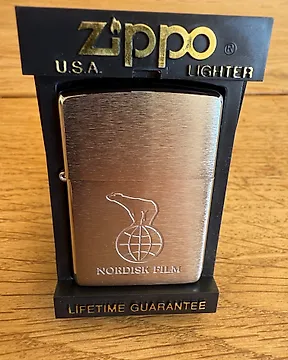 zippo®
U.S.A. LIGHTER
NORDISK FILM
LIFETIME GUARANTEE